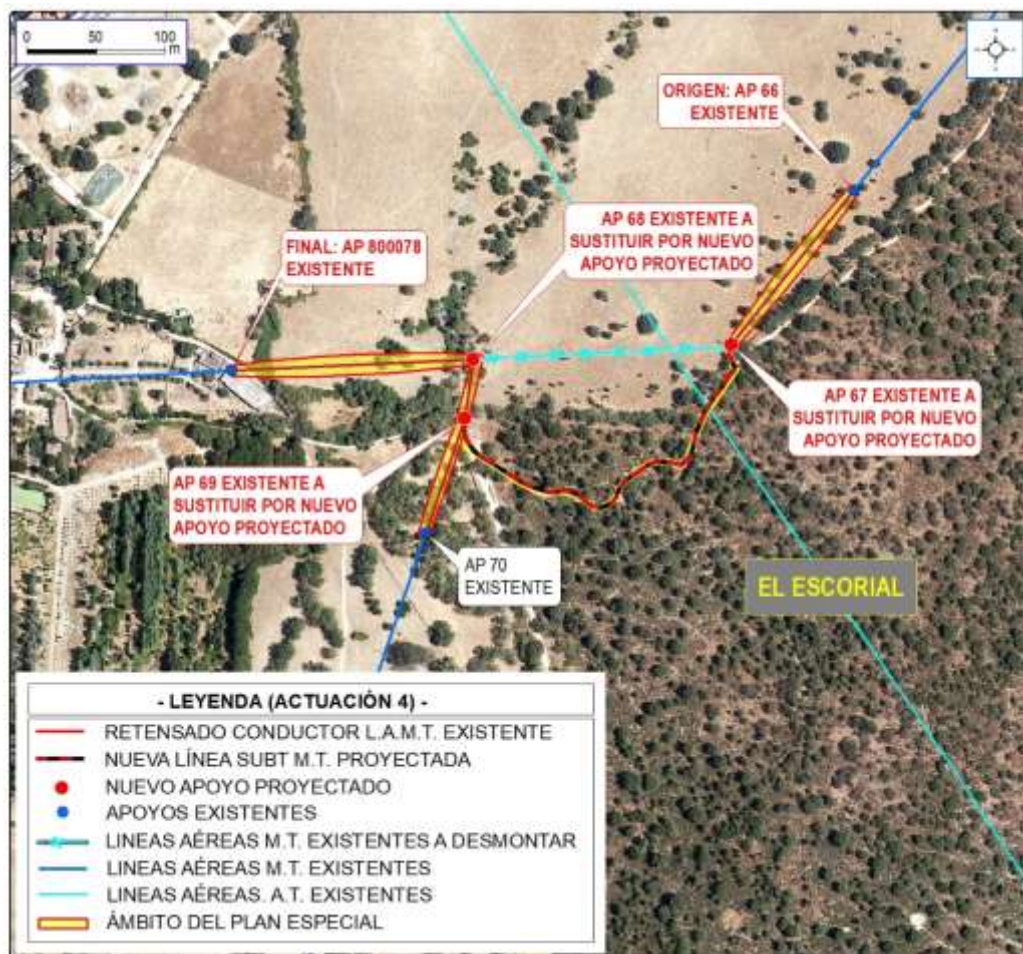 0 50 100
m
ORIGEN: AP 66
EXISTENTE
AP 68 EXISTENTE A
SUSTITUIR POR NUEVO
APOYO PROYECTADO
FINAL: AP 800078
EXISTENTE
AP 67 EXISTENTE A
SUSTITUIR POR NUEVO
APOYO PROYECTADO
AP 69 EXISTENTE A
SUSTITUIR POR NUEVO
APOYO PROYECTADO
AP 70
EXISTENTE
EL ESCORIAL
- LEYENDA (ACTUACIÓN 4) -
RETENSADO CONDUCTOR L.A.M.T. EXISTENTE
NUEVA LÍNEA SUBT M.T. PROYECTADA
NUEVO APOYO PROYECTADO
APOYOS EXISTENTES
LINEAS AÉREAS M.T. EXISTENTES A DESMONTAR
LINEAS AÉREAS M.T. EXISTENTES
LINEAS AÉREAS. A.T. EXISTENTES
ÁMBITO DEL PLAN ESPECIAL